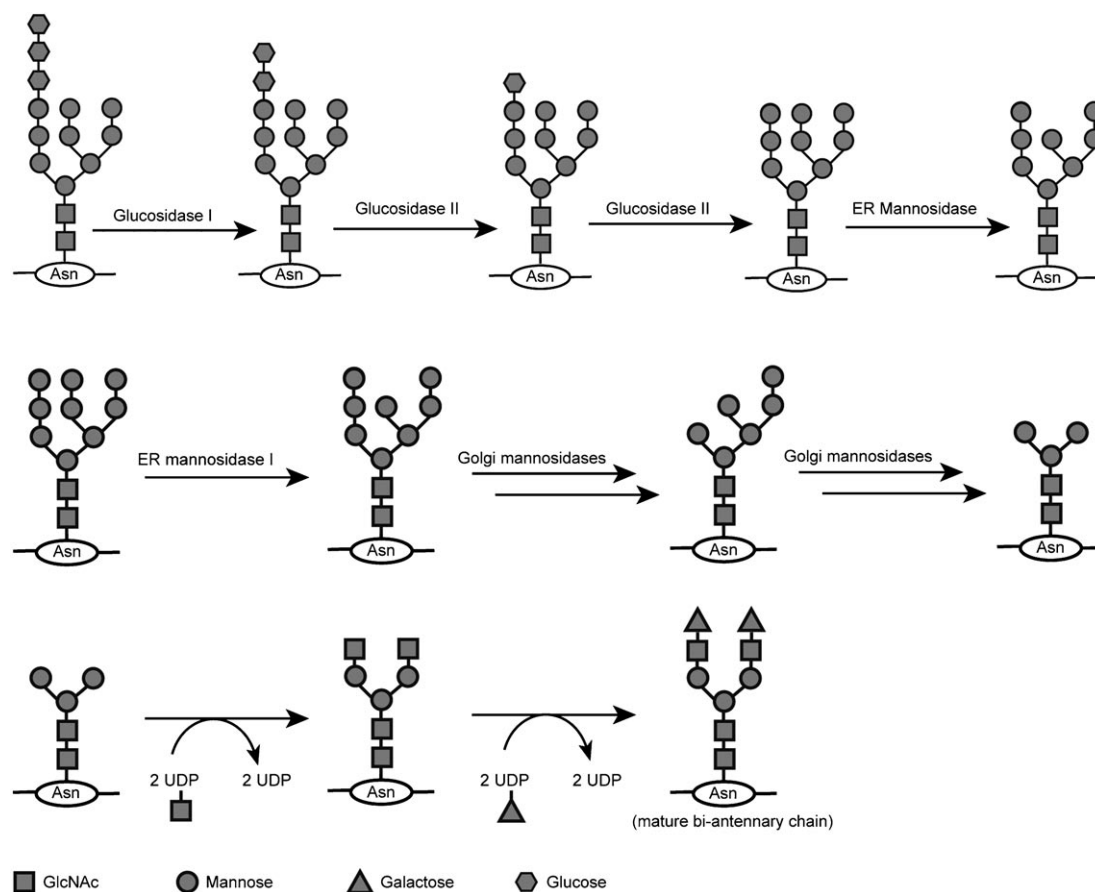 Glucosidase I
Glucosidase II
Glucosidase II
ER Mannosidase
Asn
Asn
Asn
Asn
Asn
ER mannosidase I
Golgi mannosidases
Golgi mannosidases
Asn
Asn
Asn
Asn
2 UDP
2 UDP
2 UDP
2 UDP
Asn
Asn
Asn
(mature bi-antennary chain)
GlcNAc
Mannose
Galactose
Glucose